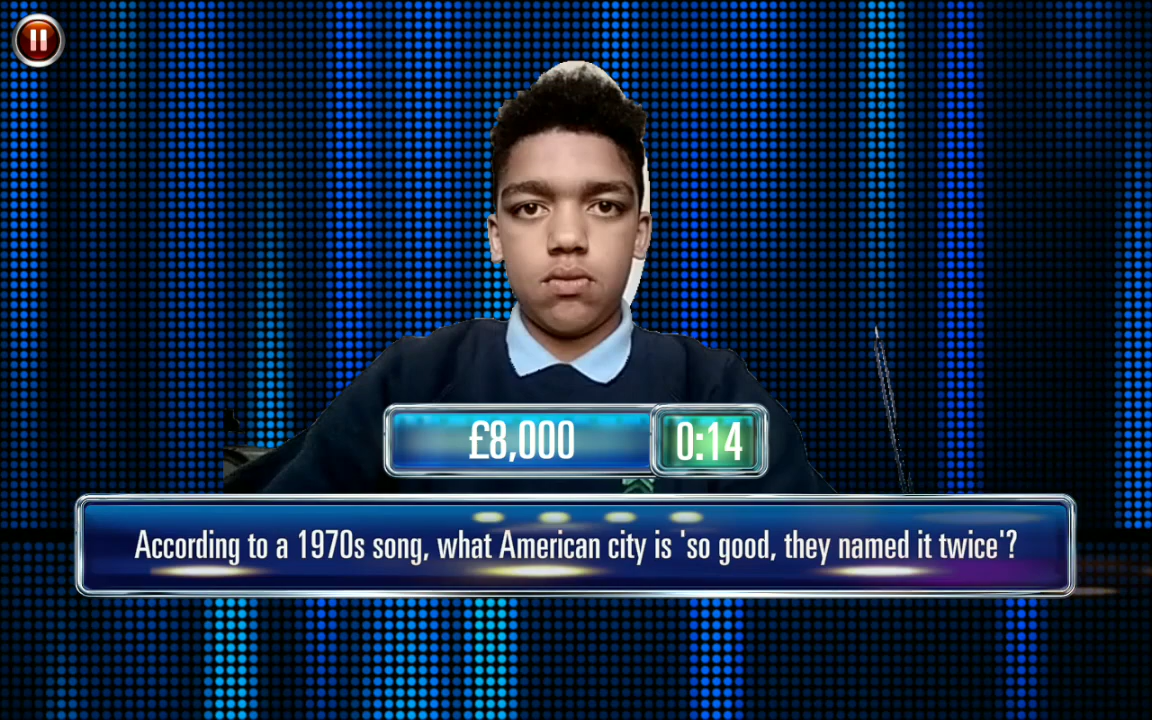 £8,000
0:14
According to a 1970s song, what American city is 'so good, they named it twice'?